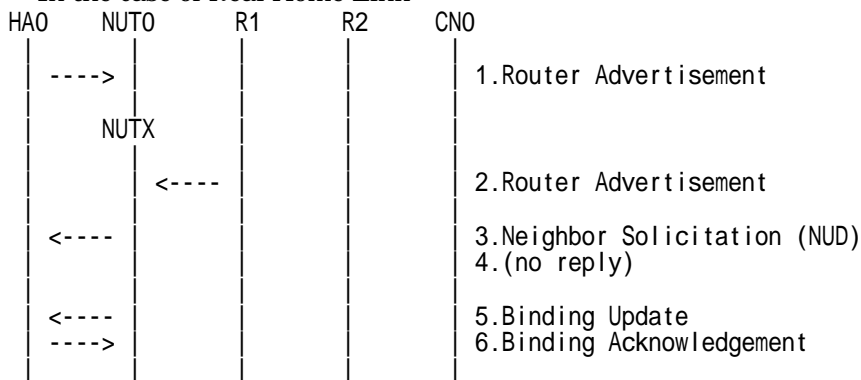 In the case of Real Home Link
HA0 NUT0 R1 R2 CN0
----> 1.Router Advertisement
NUTX
<---- 2.Router Advertisement
<---- 3.Neighbor Solicitation (NUD)
4.(no reply)
<---- 5.Binding Update
----> 6.Binding Acknowledgement